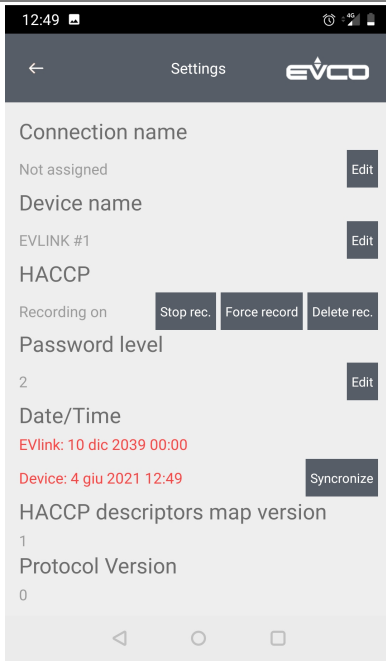 12:49
4G
Settings
evco
Connection name
Not assigned
Edit
Device name
EVLINK #1
Edit
HACCP
Recording on
Stop rec.
Force record
Delete rec.
Password level
2
Edit
Date/Time
EVlink: 10 dic 2039 00:00
Device: 4 giu 2021 12:49
Syncronize
HACCP descriptors map version
1
Protocol Version
0